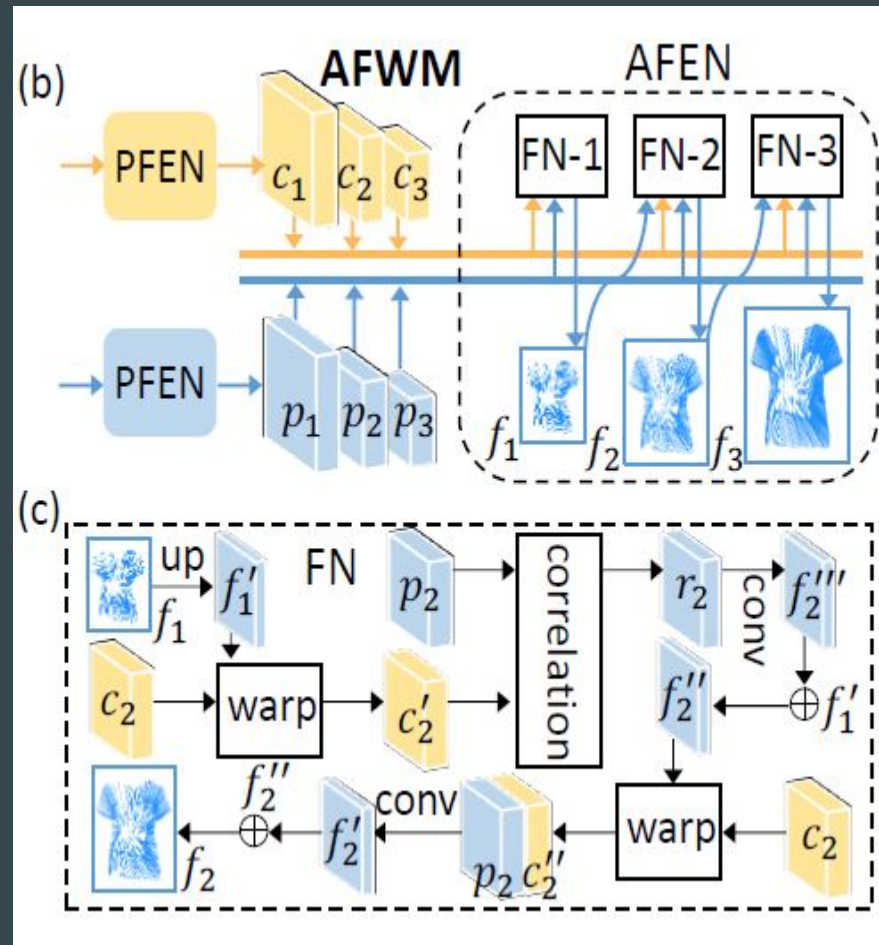 (b)
AFWM
AFEN
PFEN
c₁ c₂ c₃
FN-1 FN-2 FN-3
PFEN
p₁ p₂ p₃
f₁ f₂ f₃
(c)
FN
up
f₁
f₁′
p₂
correlation
r₂
conv
f₂‴
c₂
warp
c₂′
f₂″
⊕ f₁′
f₂
f₂″
⊕
f₂′
conv
p₂ c₂″
warp
c₂